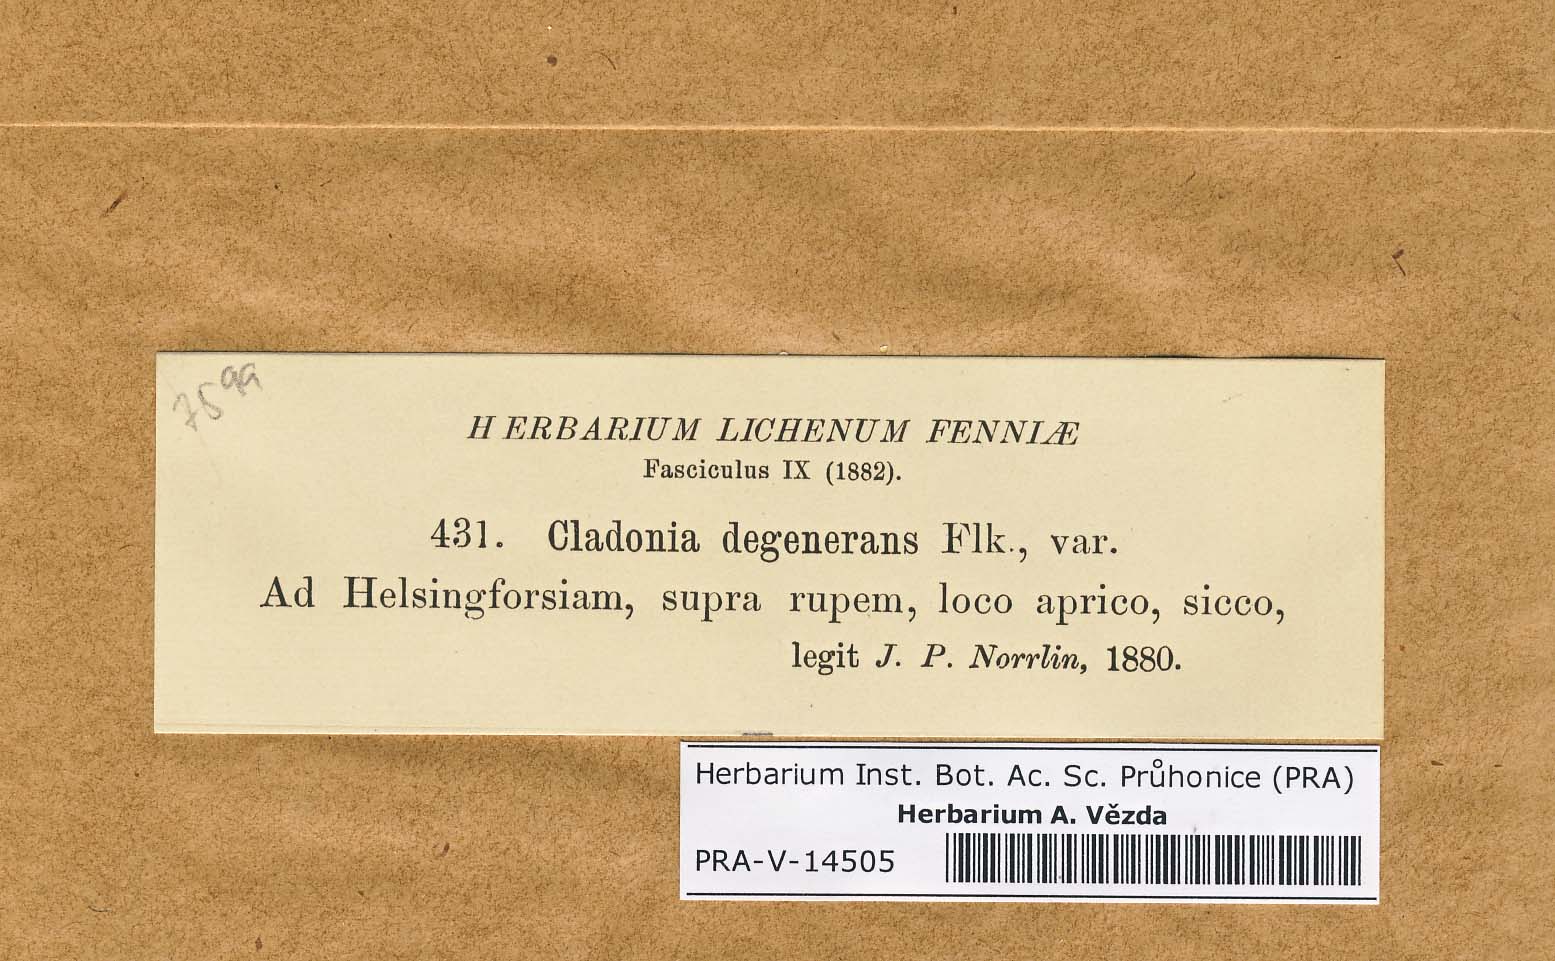 7599
HERBARIUM LICHENUM FENNIÆ
Fasciculus IX (1882).
431. Cladonia degenerans Flk., var.
Ad Helsingforsiam, supra rupem, loco aprico, sicco,
legit J. P. Norrlin, 1880.
Herbarium Inst. Bot. Ac. Sc. Průhonice (PRA)
Herbarium A. Vězda
PRA-V-14505